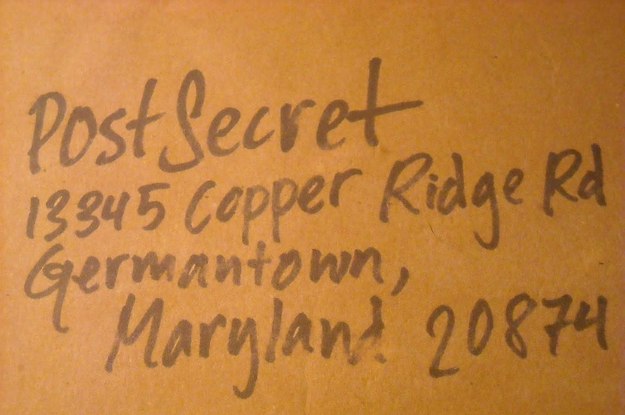 PostSecret
13345 Copper Ridge Rd
Germantown,
Maryland 20874